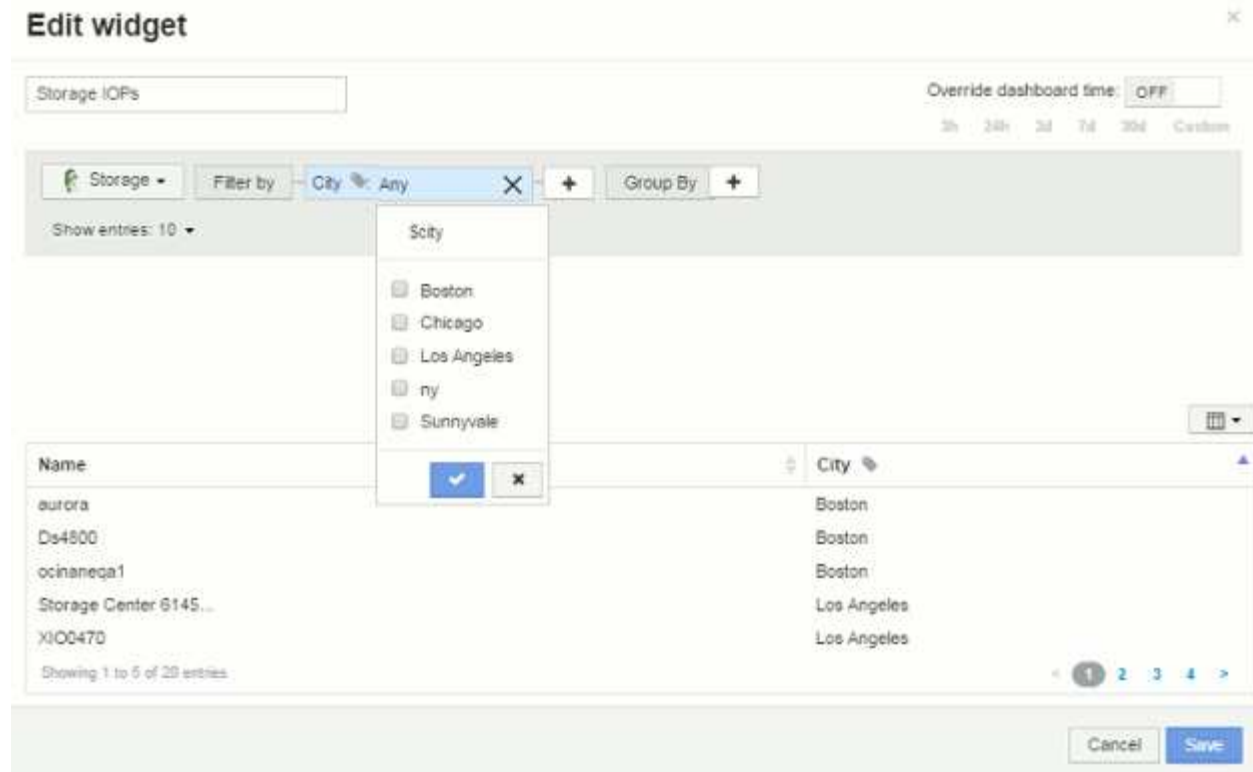 Edit widget
Storage IOPs
Override dashboard time: OFF
3h 24h 3d 7d 30d Custom
Storage Filter by City : Any Group By
Show entries: 10
$city
Boston
Chicago
Los Angeles
ny
Sunnyvale
Name City
aurora Boston
Ds4800 Boston
ocinaneqa1 Boston
Storage Center 6145... Los Angeles
XIO0470 Los Angeles
Showing 1 to 5 of 20 entries < 1 2 3 4 >
Cancel Save